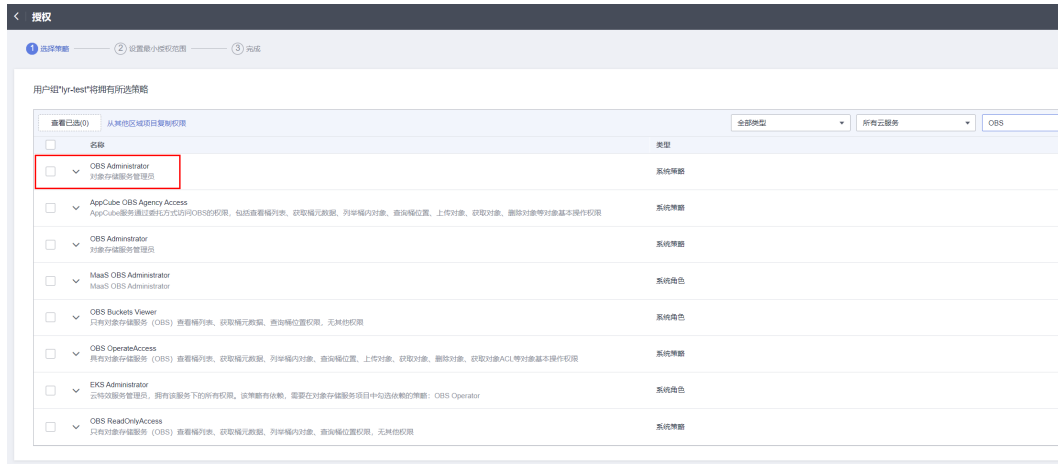 < 授权
1 选择策略 2 设置最小授权范围 3 完成
用户组"lyr-test"将拥有所选策略
查看已选(0) 从其他区域项目复制权限 全部类型 所有云服务 OBS
名称 类型
OBS Administrator
对象存储服务管理员
系统策略
AppCube OBS Agency Access
AppCube服务通过委托方式访问OBS的权限，包括查看桶列表、获取桶元数据、列举桶内对象、查询桶位置、上传对象、获取对象、删除对象等对象基本操作权限
系统策略
OBS Adminstrator
对象存储服务管理员
系统策略
MaaS OBS Administrator
MaaS OBS Administrator
系统角色
OBS Buckets Viewer
只有对象存储服务（OBS）查看桶列表、获取桶元数据、查询桶位置权限，无其他权限
系统角色
OBS OperateAccess
具有对象存储服务（OBS）查看桶列表、获取桶元数据、列举桶内对象、查询桶位置、上传对象、获取对象、删除对象、获取对象ACL等对象基本操作权限
系统策略
EKS Administrator
云特效服务管理员，拥有该服务下的所有权限。该策略有依赖，需要在对象存储服务项目中勾选依赖的策略：OBS Operator
系统角色
OBS ReadOnlyAccess
只有对象存储服务（OBS）查看桶列表、获取桶元数据、列举桶内对象、查询桶位置权限，无其他权限
系统策略